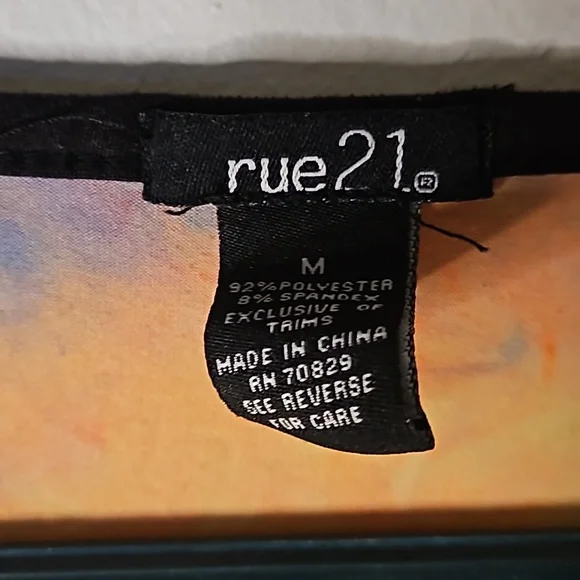 rue21®
M
92%POLYESTER
8% SPANDEX
EXCLUSIVE OF
TRIMS
MADE IN CHINA
RN 70829
SEE REVERSE
FOR CARE